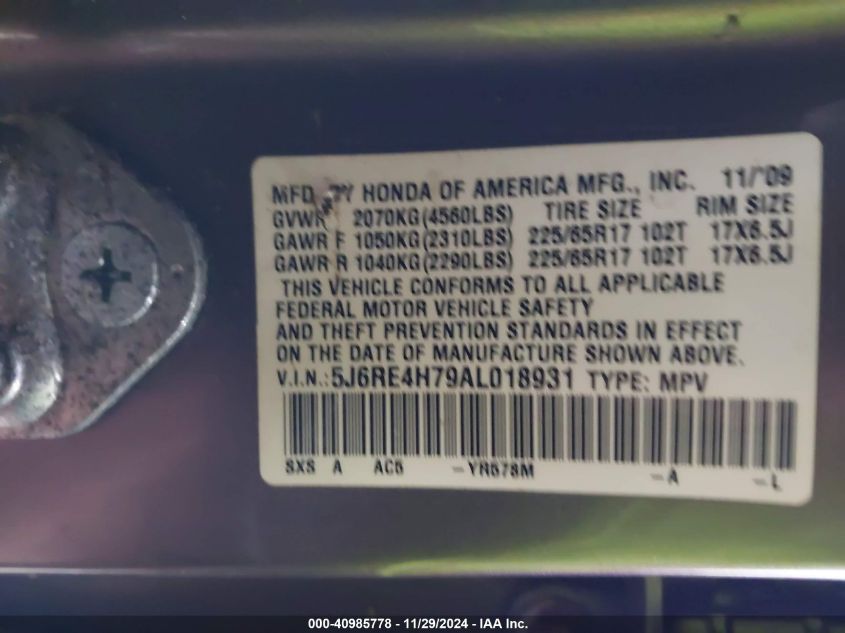 MFD BY HONDA OF AMERICA MFG., INC. 11/'09
GVWR 2070KG(4560LBS) TIRE SIZE RIM SIZE
GAWR F 1050KG(2310LBS) 225/65R17 102T 17X6.5J
GAWR R 1040KG(2290LBS) 225/65R17 102T 17X6.5J
THIS VEHICLE CONFORMS TO ALL APPLICABLE
FEDERAL MOTOR VEHICLE SAFETY
AND THEFT PREVENTION STANDARDS IN EFFECT
ON THE DATE OF MANUFACTURE SHOWN ABOVE.
V.I.N.:5J6RE4H79AL018931 TYPE: MPV
SXS A AC5 -YR578M -A -L
000-40985778 - 11/29/2024 - IAA Inc.